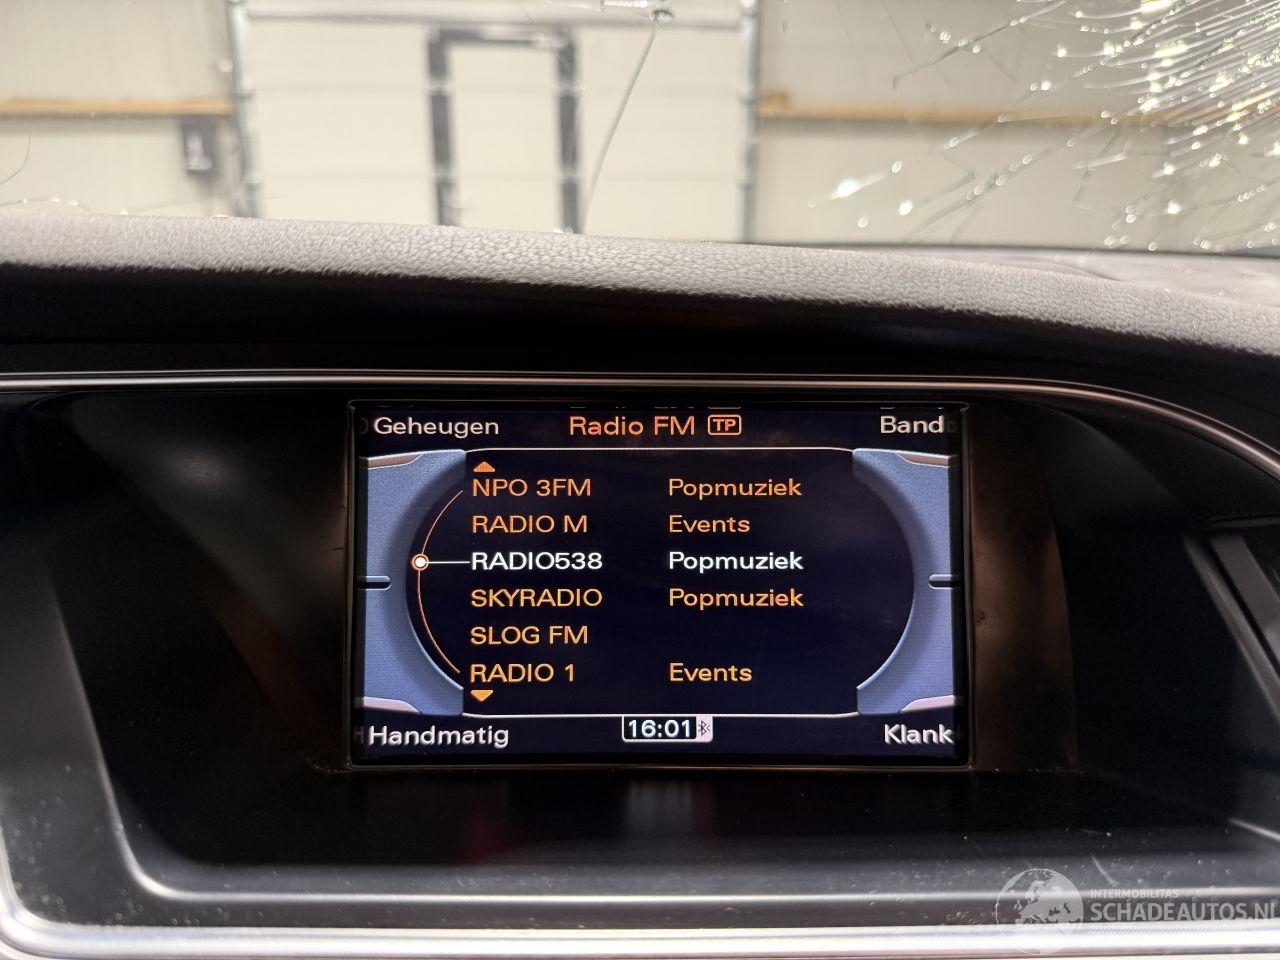 Geheugen Radio FM TP Band
NPO 3FM Popmuziek
RADIO M Events
RADIO538 Popmuziek
SKYRADIO Popmuziek
SLOG FM
RADIO 1 Events
Handmatig 16:01 Klank
INTERMOBILITAS
SCHADEAUTOS.NL